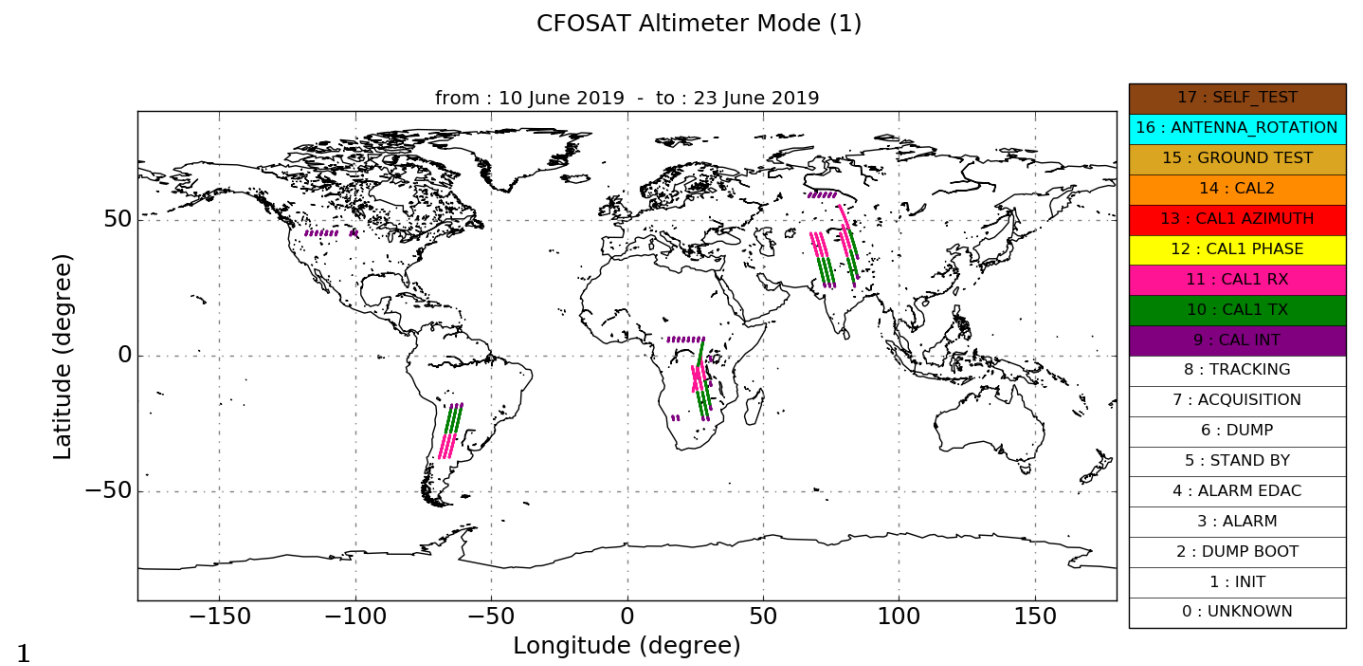 CFOSAT Altimeter Mode (1)
from : 10 June 2019 - to : 23 June 2019
17 : SELF_TEST
16 : ANTENNA_ROTATION
15 : GROUND TEST
14 : CAL2
13 : CAL1 AZIMUTH
12 : CAL1 PHASE
11 : CAL1 RX
10 : CAL1 TX
9 : CAL INT
8 : TRACKING
7 : ACQUISITION
6 : DUMP
5 : STAND BY
4 : ALARM EDAC
3 : ALARM
2 : DUMP BOOT
1 : INIT
0 : UNKNOWN
Latitude (degree)
50
0
−50
−150 −100 −50 0 50 100 150
Longitude (degree)
1